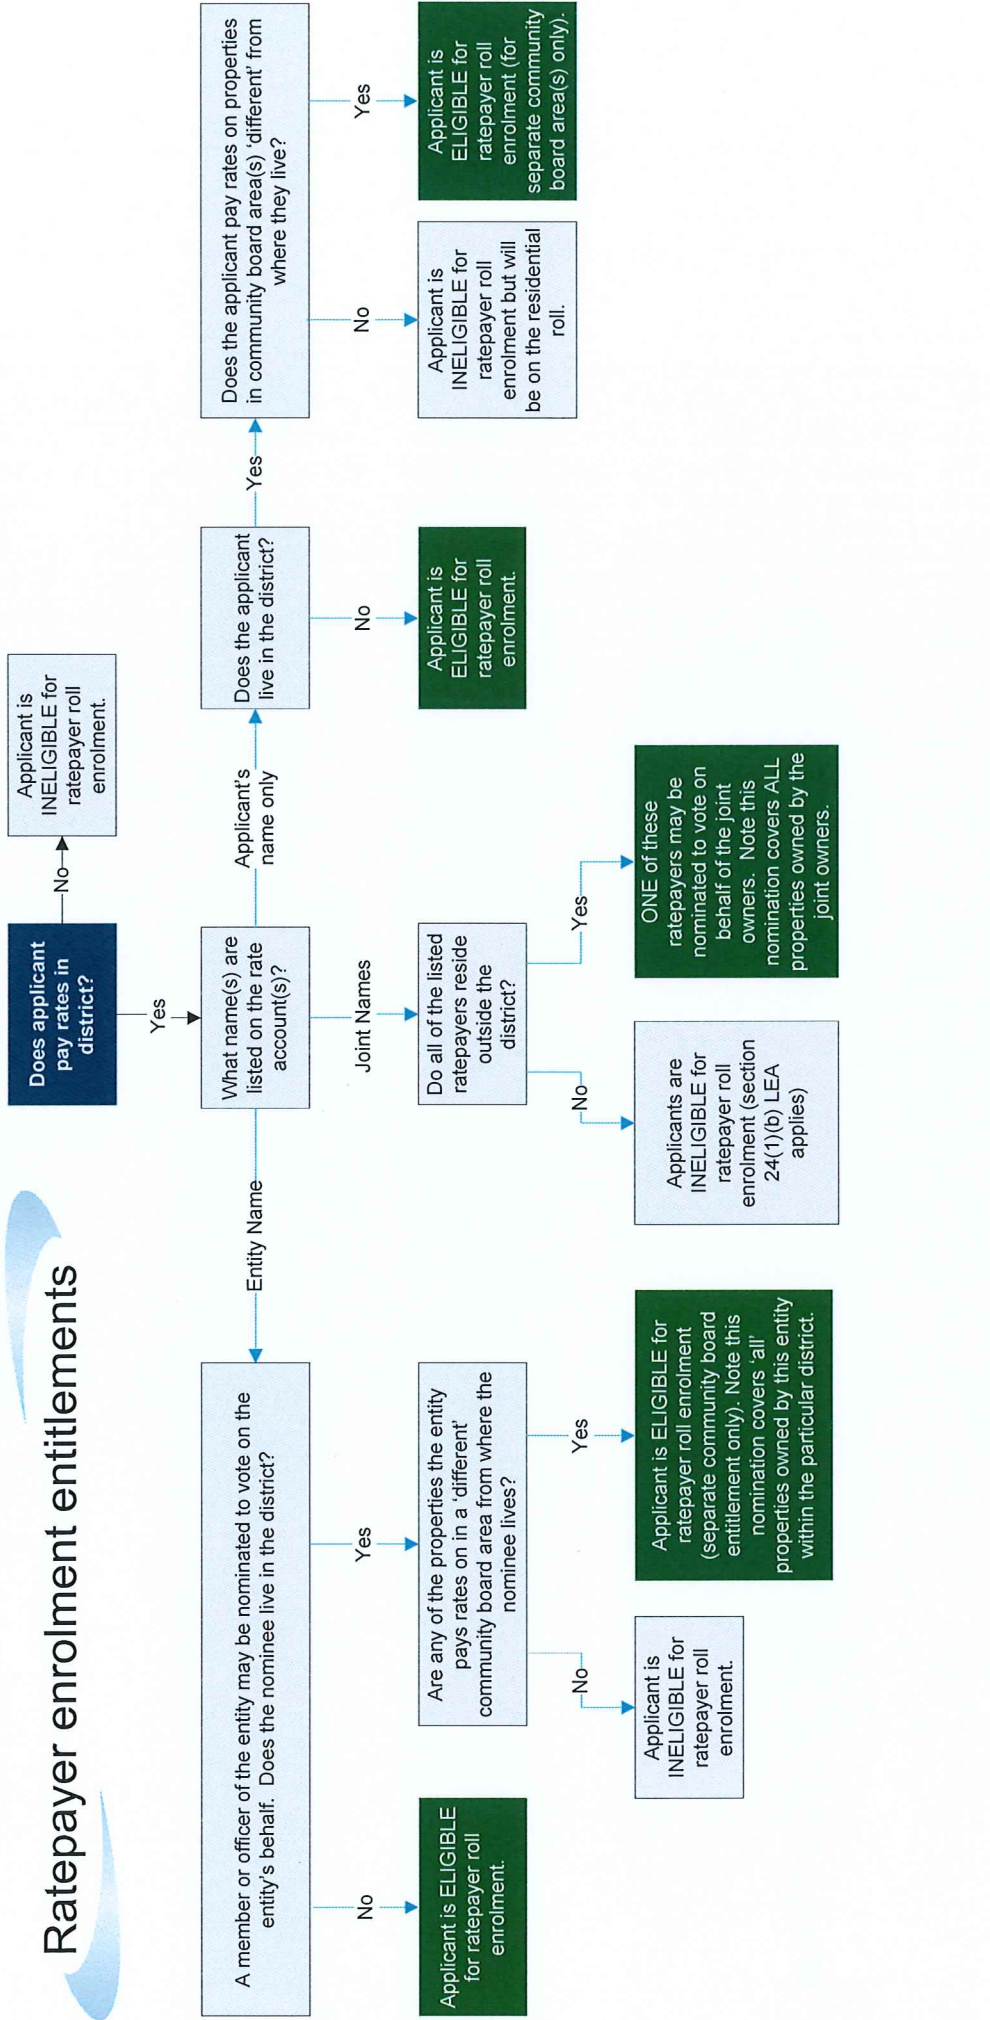 Ratepayer enrolment entitlements
Does applicant
pay rates in
district?
No
Applicant is
INELIGIBLE for
ratepayer roll
enrolment.
Yes
What name(s) are
listed on the rate
account(s)?
Entity Name
Joint Names
Applicant's
name only
A member or officer of the entity may be nominated to vote on the
entity's behalf.  Does the nominee live in the district?
No
Applicant is ELIGIBLE
for ratepayer roll
enrolment.
Yes
Are any of the properties the entity
pays rates on in a 'different'
community board area from where the
nominee lives?
No
Applicant is
INELIGIBLE for
ratepayer roll
enrolment.
Yes
Applicant is ELIGIBLE for
ratepayer roll enrolment
(separate community board
entitlement only). Note this
nomination covers 'all'
properties owned by this entity
within the particular district.
Do all of the listed
ratepayers reside
outside the
district?
No
Applicants are
INELIGIBLE for
ratepayer roll
enrolment (section
24(1)(b) LEA
applies)
Yes
ONE of these
ratepayers may be
nominated to vote on
behalf of the joint
owners.  Note this
nomination covers ALL
properties owned by the
joint owners.
Does the applicant
live in the district?
No
Applicant is
ELIGIBLE for
ratepayer roll
enrolment.
Yes
Does the applicant pay rates on properties
in community board area(s) 'different' from
where they live?
No
Applicant is
INELIGIBLE for
ratepayer roll
enrolment but will
be on the residential
roll.
Yes
Applicant is
ELIGIBLE for
ratepayer roll
enrolment (for
separate community
board area(s) only).